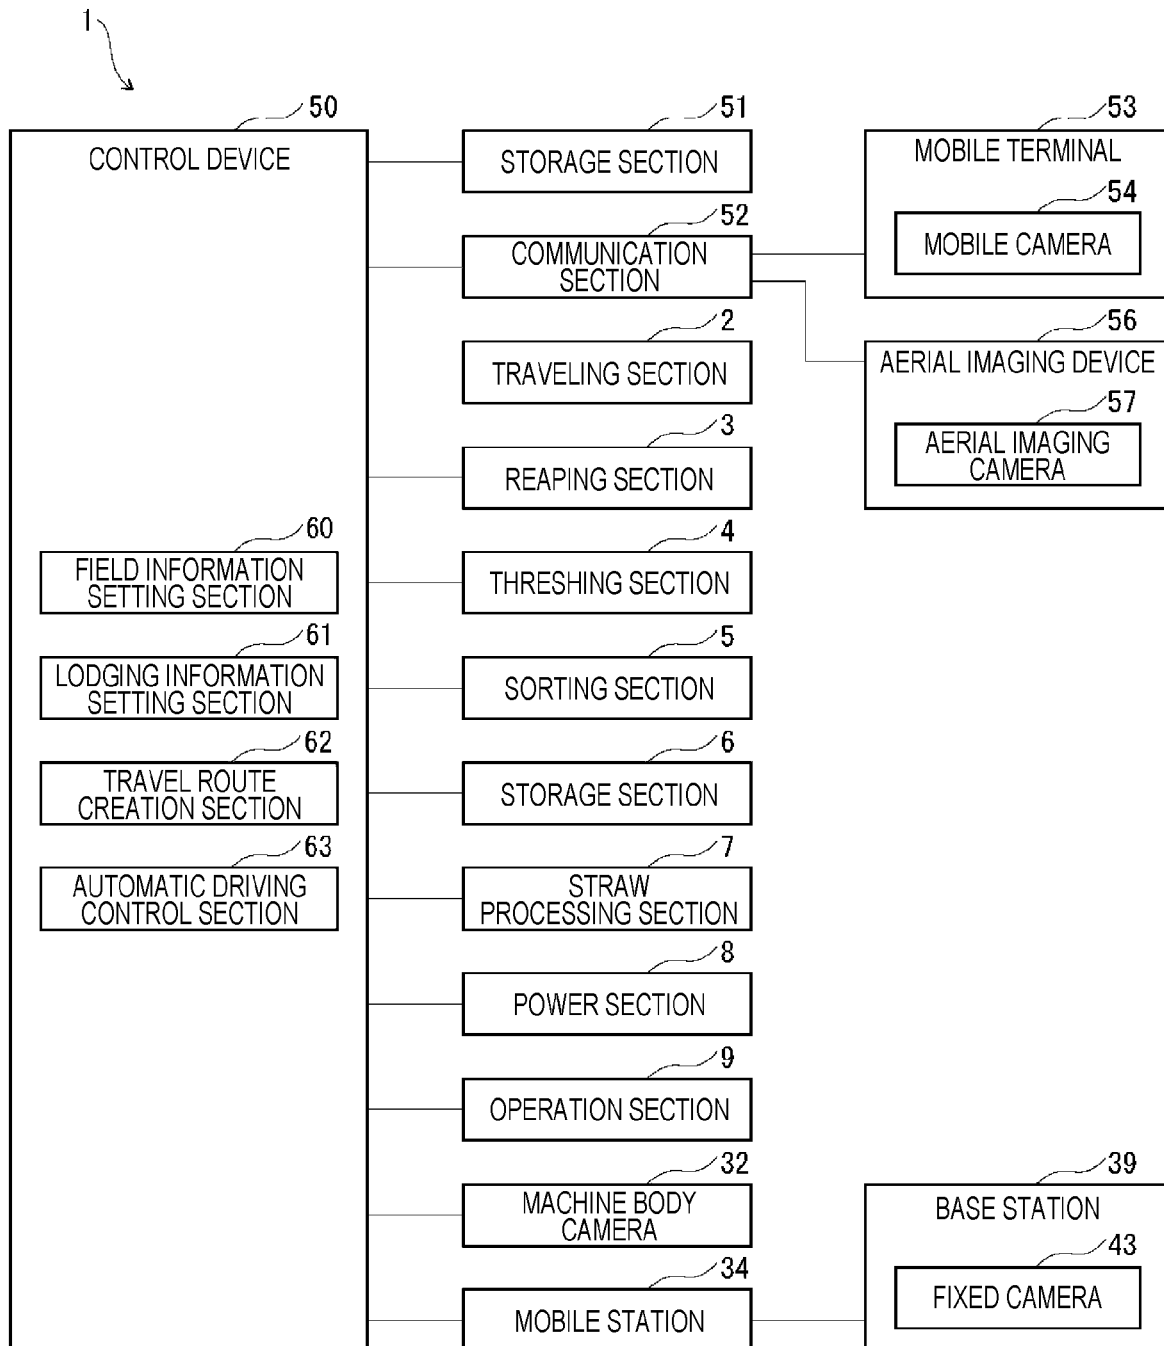 1
50
CONTROL DEVICE
60
FIELD INFORMATION
SETTING SECTION
61
LODGING INFORMATION
SETTING SECTION
62
TRAVEL ROUTE
CREATION SECTION
63
AUTOMATIC DRIVING
CONTROL SECTION
51
STORAGE SECTION
52
COMMUNICATION
SECTION
2
TRAVELING SECTION
3
REAPING SECTION
4
THRESHING SECTION
5
SORTING SECTION
6
STORAGE SECTION
7
STRAW
PROCESSING SECTION
8
POWER SECTION
9
OPERATION SECTION
32
MACHINE BODY
CAMERA
34
MOBILE STATION
53
MOBILE TERMINAL
54
MOBILE CAMERA
56
AERIAL IMAGING DEVICE
57
AERIAL IMAGING
CAMERA
39
BASE STATION
43
FIXED CAMERA